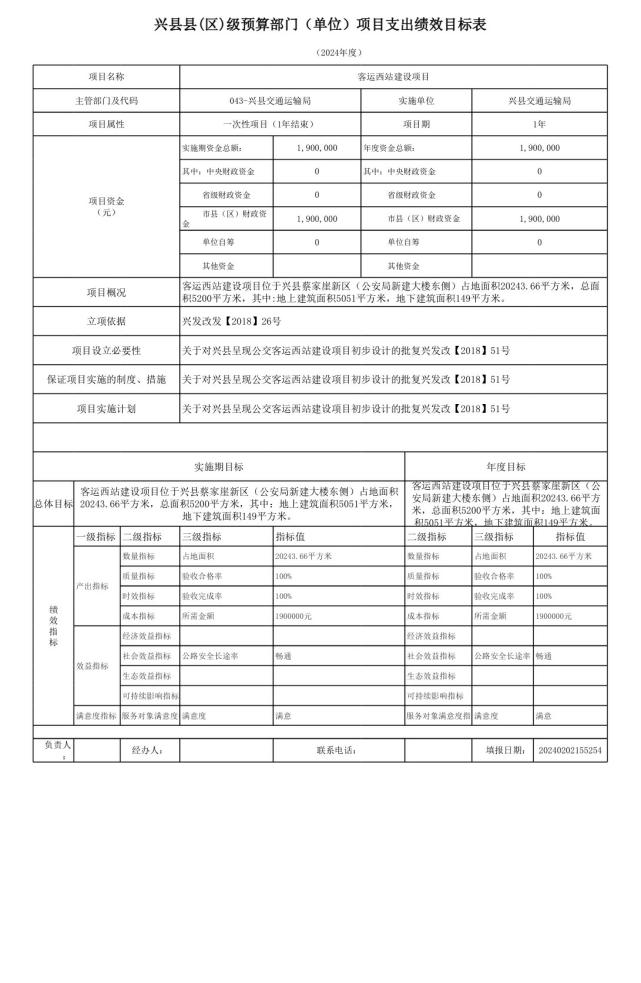 兴县县(区)级预算部门（单位）项目支出绩效目标表
（2024年度）
项目名称 客运西站建设项目
主管部门及代码 043-兴县交通运输局 实施单位 兴县交通运输局
项目属性 一次性项目（1年结束） 项目期 1年
项目资金
（元）
实施期资金总额： 1,900,000 年度资金总额： 1,900,000
其中：中央财政资金 0 其中：中央财政资金 0
省级财政资金 0 省级财政资金 0
市县（区）财政资金 1,900,000 市县（区）财政资金 1,900,000
单位自筹 0 单位自筹 0
其他资金 其他资金
项目概况 客运西站建设项目位于兴县蔡家崖新区（公安局新建大楼东侧）占地面积20243.66平方米，总面
积5200平方米，其中:地上建筑面积5051平方米，地下建筑面积149平方米。
立项依据 兴发改发【2018】26号
项目设立必要性 关于对兴县呈现公交客运西站建设项目初步设计的批复兴发改【2018】51号
保证项目实施的制度、措施 关于对兴县呈现公交客运西站建设项目初步设计的批复兴发改【2018】51号
项目实施计划 关于对兴县呈现公交客运西站建设项目初步设计的批复兴发改【2018】51号
实施期目标 年度目标
总体目标
客运西站建设项目位于兴县蔡家崖新区（公安局新建大楼东侧）占地面积
20243.66平方米，总面积5200平方米，其中：地上建筑面积5051平方米，
地下建筑面积149平方米。
客运西站建设项目位于兴县蔡家崖新区（公
安局新建大楼东侧）占地面积20243.66平方
米，总面积5200平方米，其中：地上建筑面
积5051平方米，地下建筑面积149平方米。
绩效指标
一级指标 二级指标 三级指标 指标值 二级指标 三级指标 指标值
产出指标
数量指标 占地面积 20243.66平方米 数量指标 占地面积 20243.66平方米
质量指标 验收合格率 100% 质量指标 验收合格率 100%
时效指标 验收完成率 100% 时效指标 验收完成率 100%
成本指标 所需金额 1900000元 成本指标 所需金额 1900000元
效益指标
经济效益指标 经济效益指标
社会效益指标 公路安全长途率 畅通 社会效益指标 公路安全长途率 畅通
生态效益指标 生态效益指标
可持续影响指标 可持续影响指标
满意度指标 服务对象满意度 满意度 满意 服务对象满意度指 满意度 满意
负责人： 经办人： 联系电话： 填报日期： 20240202155254